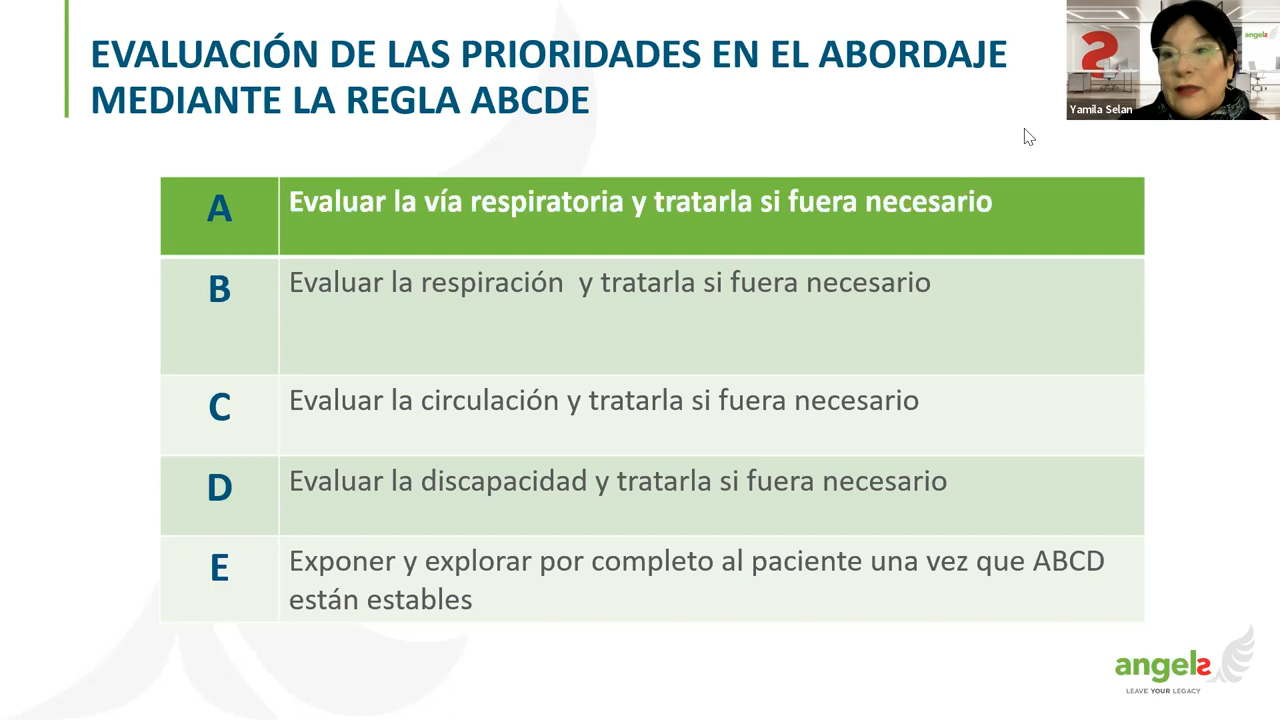 EVALUACIÓN DE LAS PRIORIDADES EN EL ABORDAJE
MEDIANTE LA REGLA ABCDE
angels
Yamila Selan
A Evaluar la vía respiratoria y tratarla si fuera necesario
B Evaluar la respiración y tratarla si fuera necesario
C Evaluar la circulación y tratarla si fuera necesario
D Evaluar la discapacidad y tratarla si fuera necesario
E Exponer y explorar por completo al paciente una vez que ABCD
están estables
angels
LEAVE YOUR LEGACY